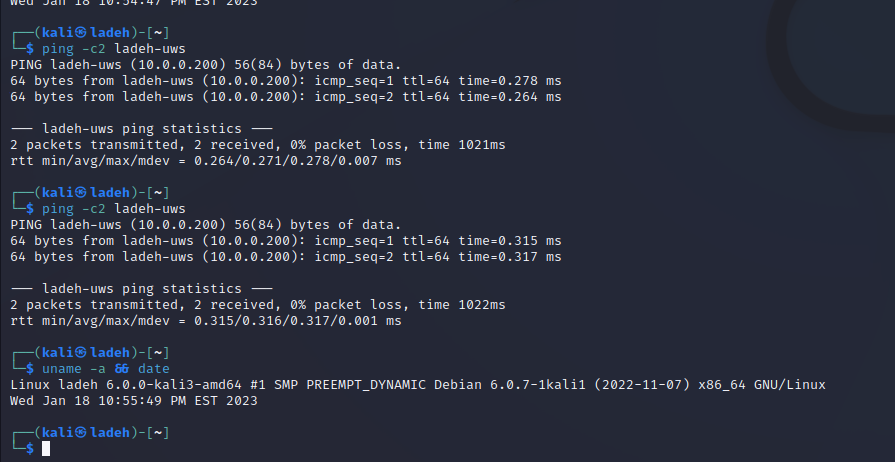 Wed Jan 18 10:54:47 PM EST 2023
┌──(kali㉿ladeh)-[~]
└─$ ping -c2 ladeh-uws
PING ladeh-uws (10.0.0.200) 56(84) bytes of data.
64 bytes from ladeh-uws (10.0.0.200): icmp_seq=1 ttl=64 time=0.278 ms
64 bytes from ladeh-uws (10.0.0.200): icmp_seq=2 ttl=64 time=0.264 ms
--- ladeh-uws ping statistics ---
2 packets transmitted, 2 received, 0% packet loss, time 1021ms
rtt min/avg/max/mdev = 0.264/0.271/0.278/0.007 ms
┌──(kali㉿ladeh)-[~]
└─$ ping -c2 ladeh-uws
PING ladeh-uws (10.0.0.200) 56(84) bytes of data.
64 bytes from ladeh-uws (10.0.0.200): icmp_seq=1 ttl=64 time=0.315 ms
64 bytes from ladeh-uws (10.0.0.200): icmp_seq=2 ttl=64 time=0.317 ms
--- ladeh-uws ping statistics ---
2 packets transmitted, 2 received, 0% packet loss, time 1022ms
rtt min/avg/max/mdev = 0.315/0.316/0.317/0.001 ms
┌──(kali㉿ladeh)-[~]
└─$ uname -a && date
Linux ladeh 6.0.0-kali3-amd64 #1 SMP PREEMPT_DYNAMIC Debian 6.0.7-1kali1 (2022-11-07) x86_64 GNU/Linux
Wed Jan 18 10:55:49 PM EST 2023
┌──(kali㉿ladeh)-[~]
└─$